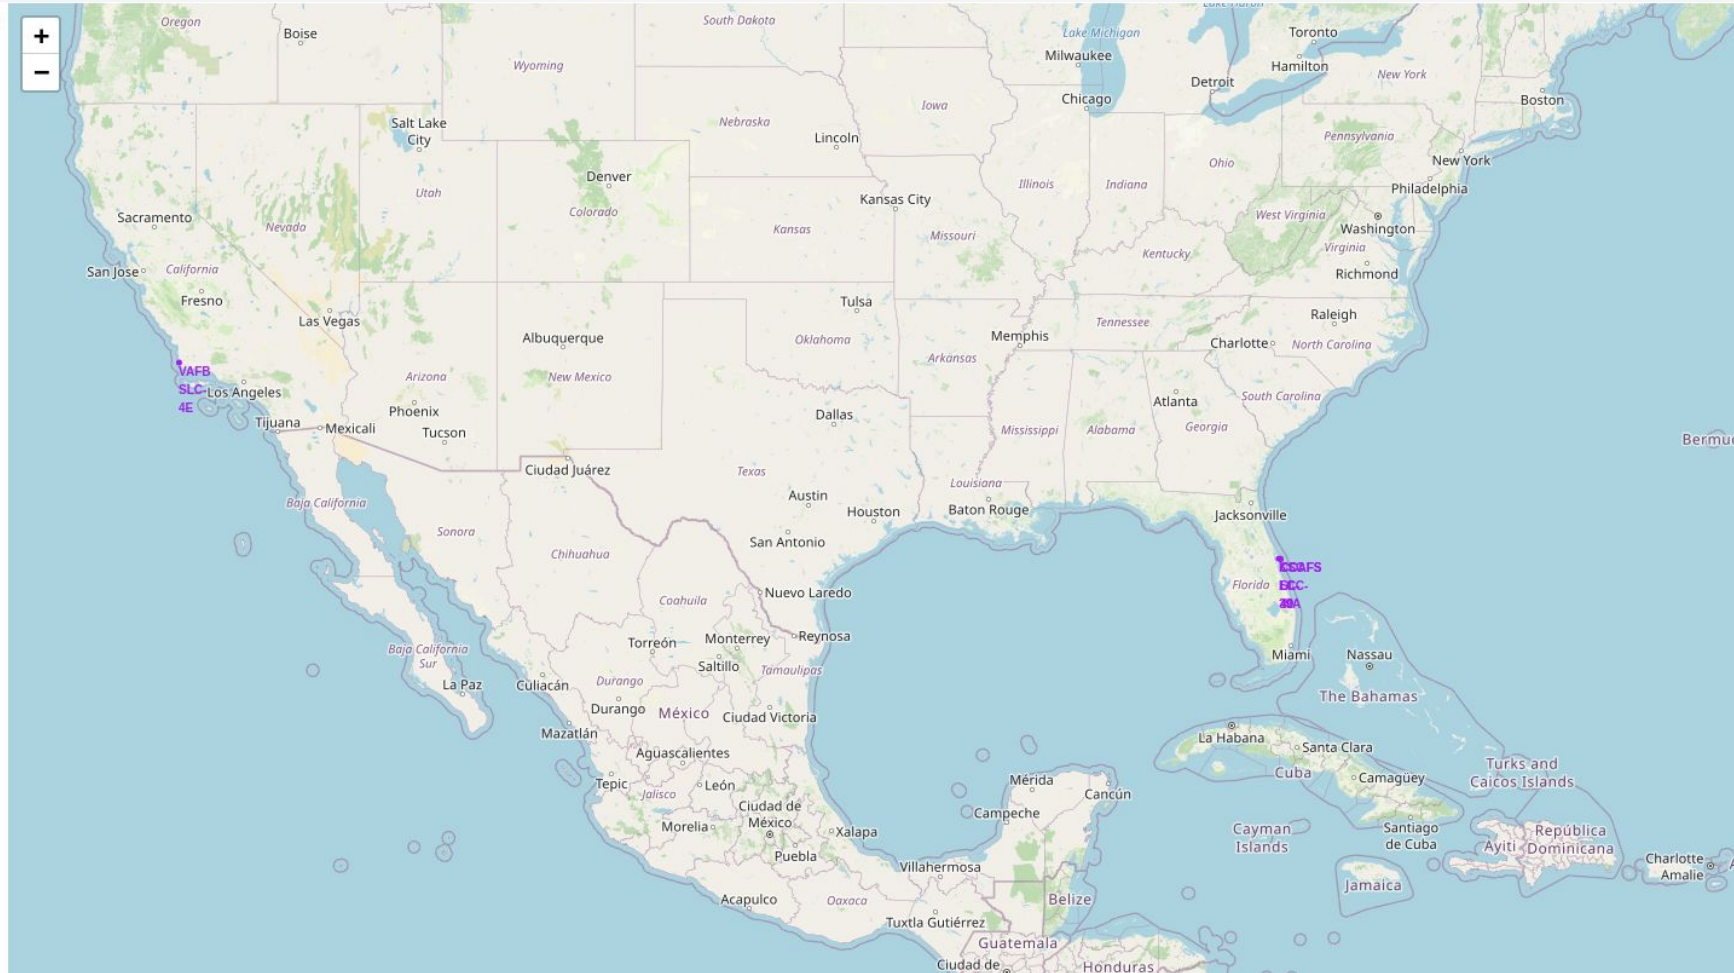 +
−
Oregon
Boise
South Dakota
Lake Huron
Lake Michigan
Toronto
Milwaukee
Hamilton
Wyoming
New York
Detroit
Chicago
Boston
Iowa
Salt Lake
City
Nebraska
Lincoln
Pennsylvania
New York
Ohio
Denver
Utah
Illinois
Indiana
Philadelphia
Kansas City
Colorado
Sacramento
Nevada
Kansas
Missouri
West Virginia
Washington
Virginia
Kentucky
San Jose
California
Richmond
Fresno
Tulsa
Las Vegas
Raleigh
Tennessee
Albuquerque
Oklahoma
Memphis
Charlotte
North Carolina
Arkansas
VAFB
SLC-
4E
Los Angeles
Arizona
New Mexico
South Carolina
Phoenix
Atlanta
Dallas
Tijuana
Mexicali
Tucson
Mississippi
Alabama
Georgia
Ciudad Juárez
Texas
Louisiana
Baja California
Austin
Houston
Baton Rouge
Jacksonville
Sonora
Chihuahua
San Antonio
Florida
Coahuila
Nuevo Laredo
Torreón
Monterrey
Reynosa
Baja California
Sur
Saltillo
Tamaulipas
Miami
Nassau
La Paz
Culiacán
Durango
The Bahamas
Durango
México
Ciudad Victoria
Mazatlán
La Habana
Santa Clara
Aguascalientes
Turks and
Caicos Islands
Cuba
Camagüey
Tepic
León
Jalisco
Mérida
Cancún
Ciudad de
México
Campeche
Morelia
Xalapa
Cayman
Islands
Santiago
de Cuba
República
Dominicana
Ayiti
Puebla
Villahermosa
Charlotte
Amalie
Jamaica
Acapulco
Oaxaca
Belize
Tuxtla Gutiérrez
Guatemala
Ciudad de
Honduras